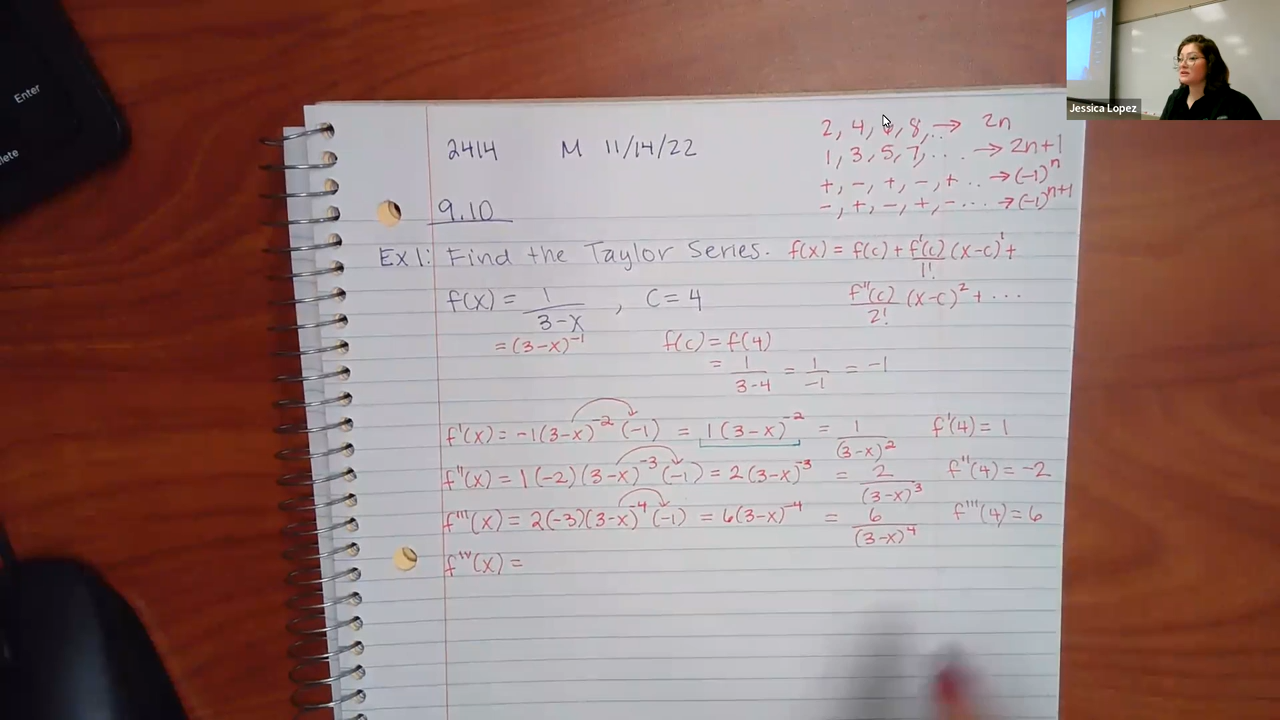 Enter
lete
Jessica Lopez
2414 M 11/14/22
2, 4, 6, 8, ... → 2n
1, 3, 5, 7, ... → 2n+1
+, -, +, -, + ... → (-1)^n
-, +, -, +, - ... → (-1)^{n+1}
9.10
Ex 1: Find the Taylor Series. f(x) = f(c) + f'(c)/1! (x-c)^1 +
f''(c)/2! (x-c)^2 + ...
f(x) = 1/(3-x) , C = 4
= (3-x)^{-1}
f(c) = f(4)
= 1/(3-4) = 1/-1 = -1
f'(x) = -1(3-x)^{-2}(-1) = 1(3-x)^{-2} = 1/(3-x)^2 f'(4) = 1
f''(x) = 1(-2)(3-x)^{-3}(-1) = 2(3-x)^{-3} = 2/(3-x)^3 f''(4) = -2
f'''(x) = 2(-3)(3-x)^{-4}(-1) = 6(3-x)^{-4} = 6/(3-x)^4 f'''(4) = 6
f^{IV}(x) =